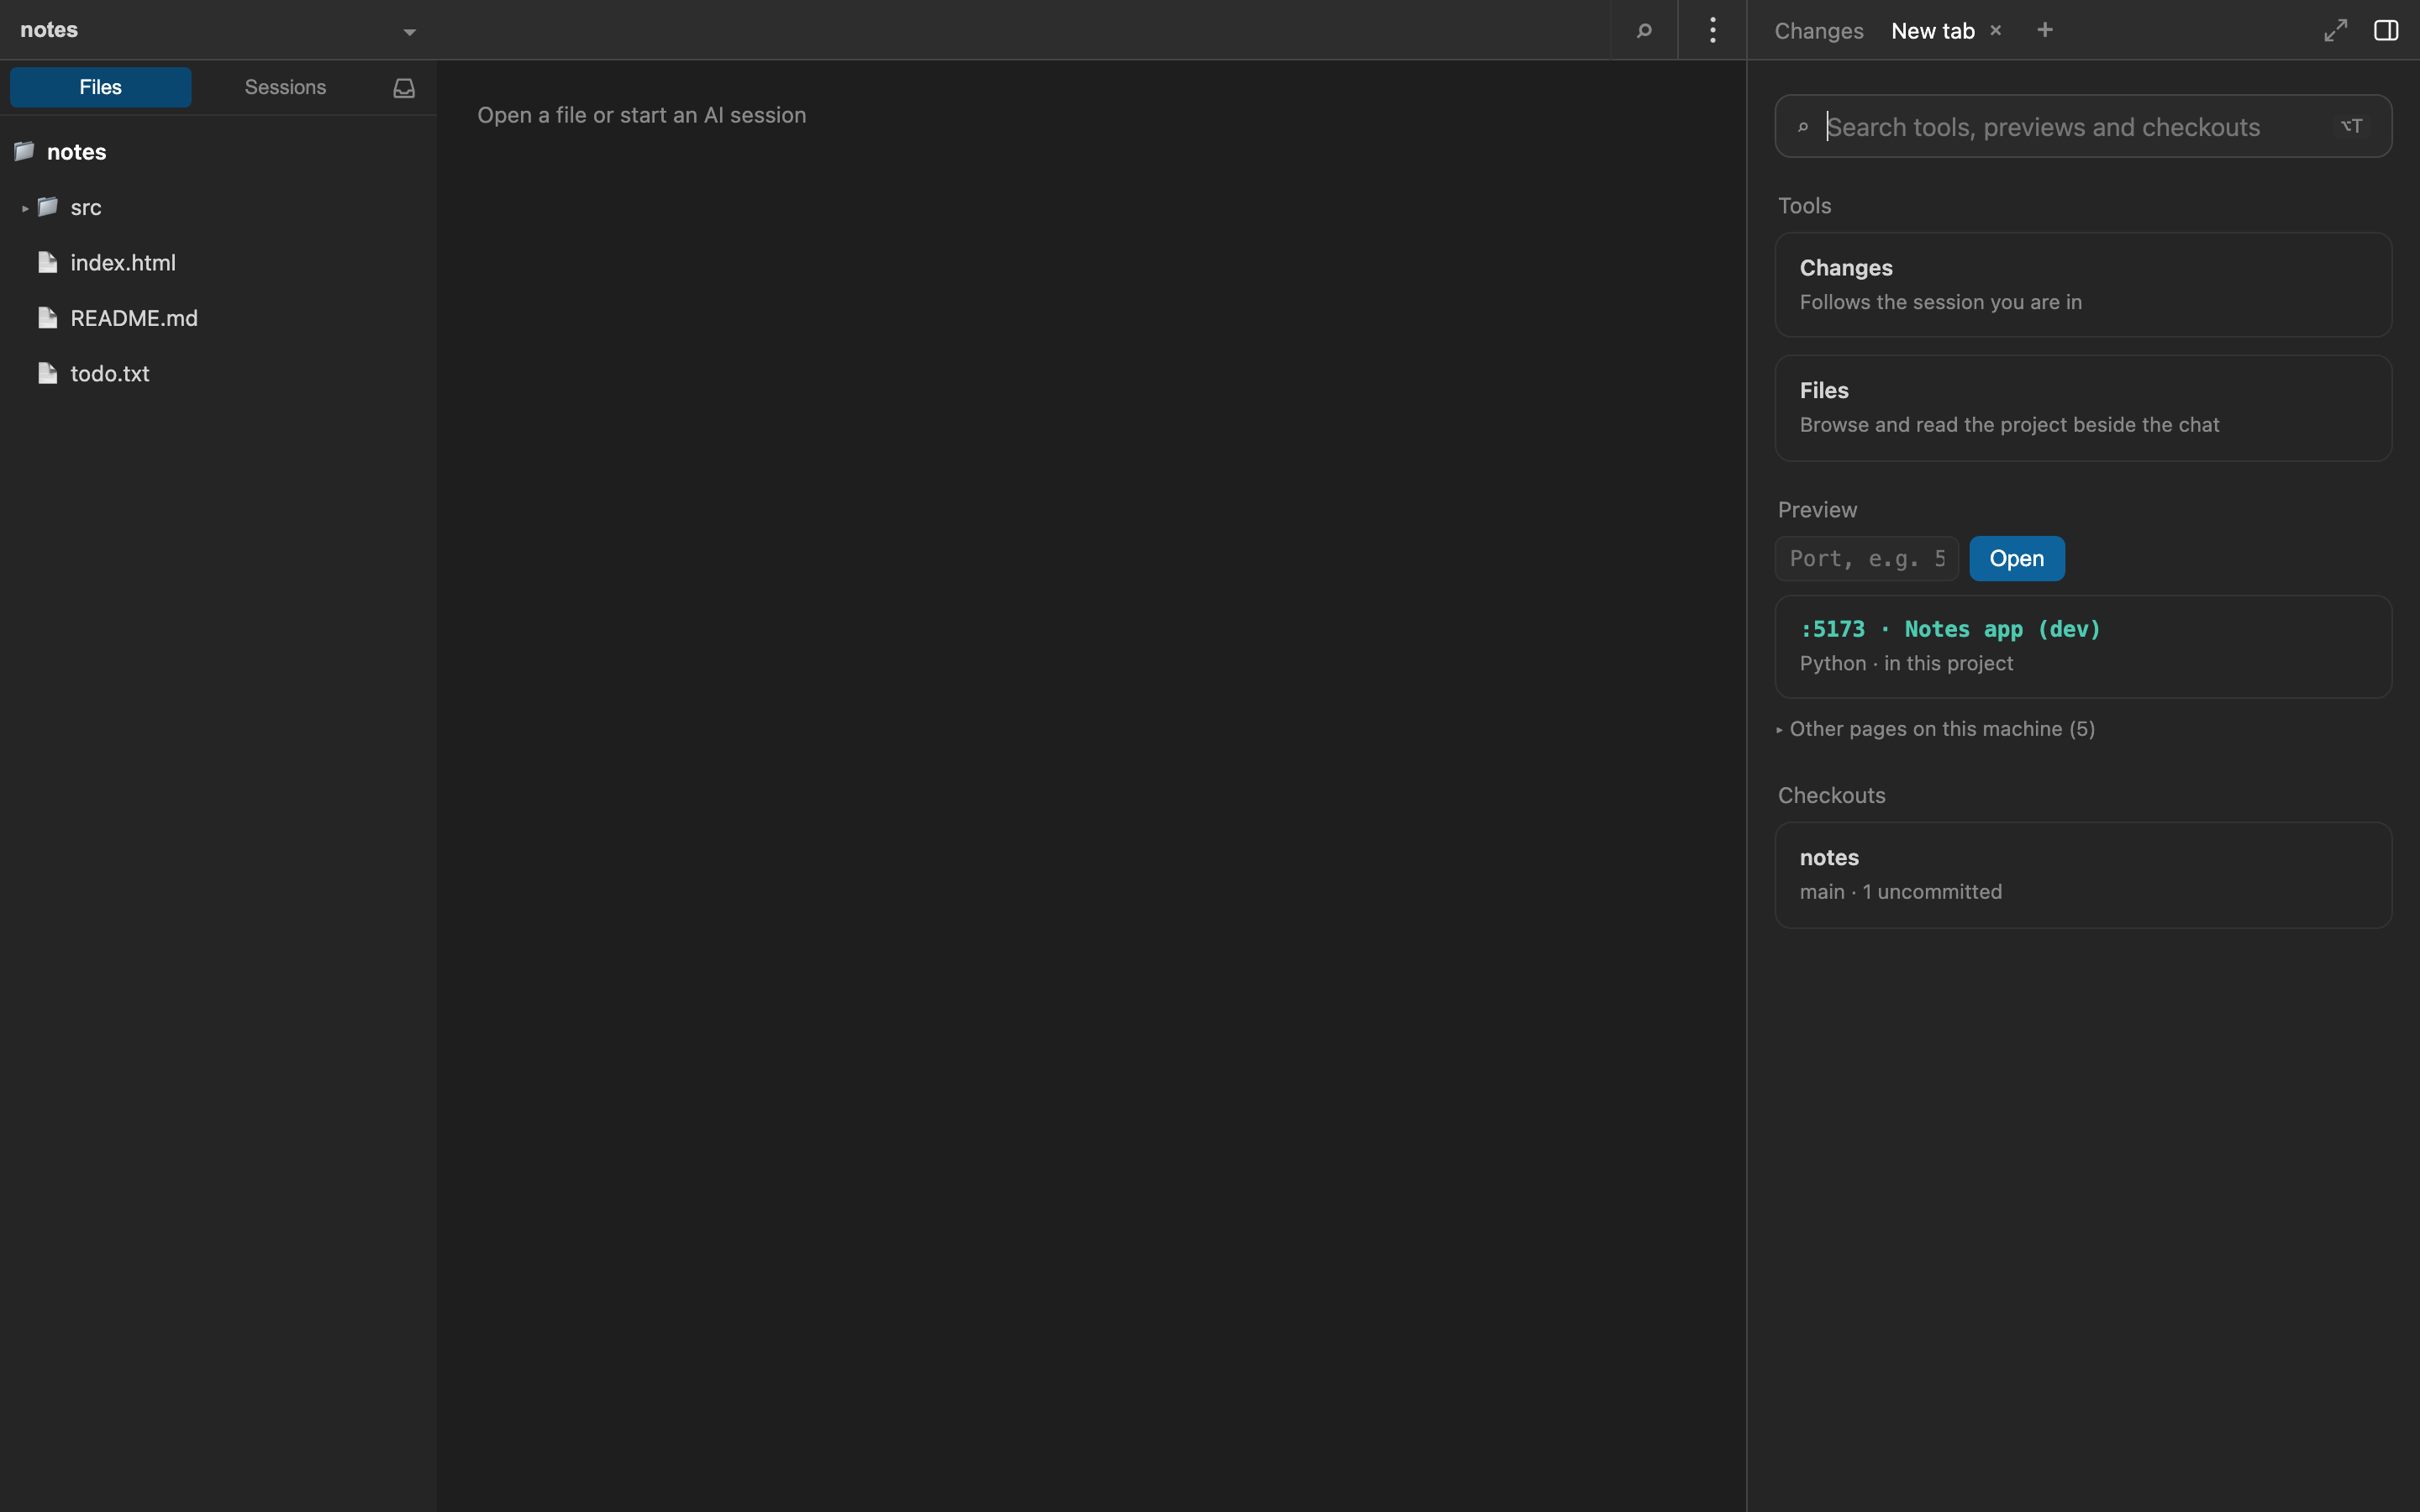 notes
Changes
New tab × +
Files
Sessions
Open a file or start an AI session
notes
src
index.html
README.md
todo.txt
Search tools, previews and checkouts
⌥T
Tools
Changes
Follows the session you are in
Files
Browse and read the project beside the chat
Preview
Port, e.g. 5
Open
:5173 · Notes app (dev)
Python · in this project
Other pages on this machine (5)
Checkouts
notes
main · 1 uncommitted